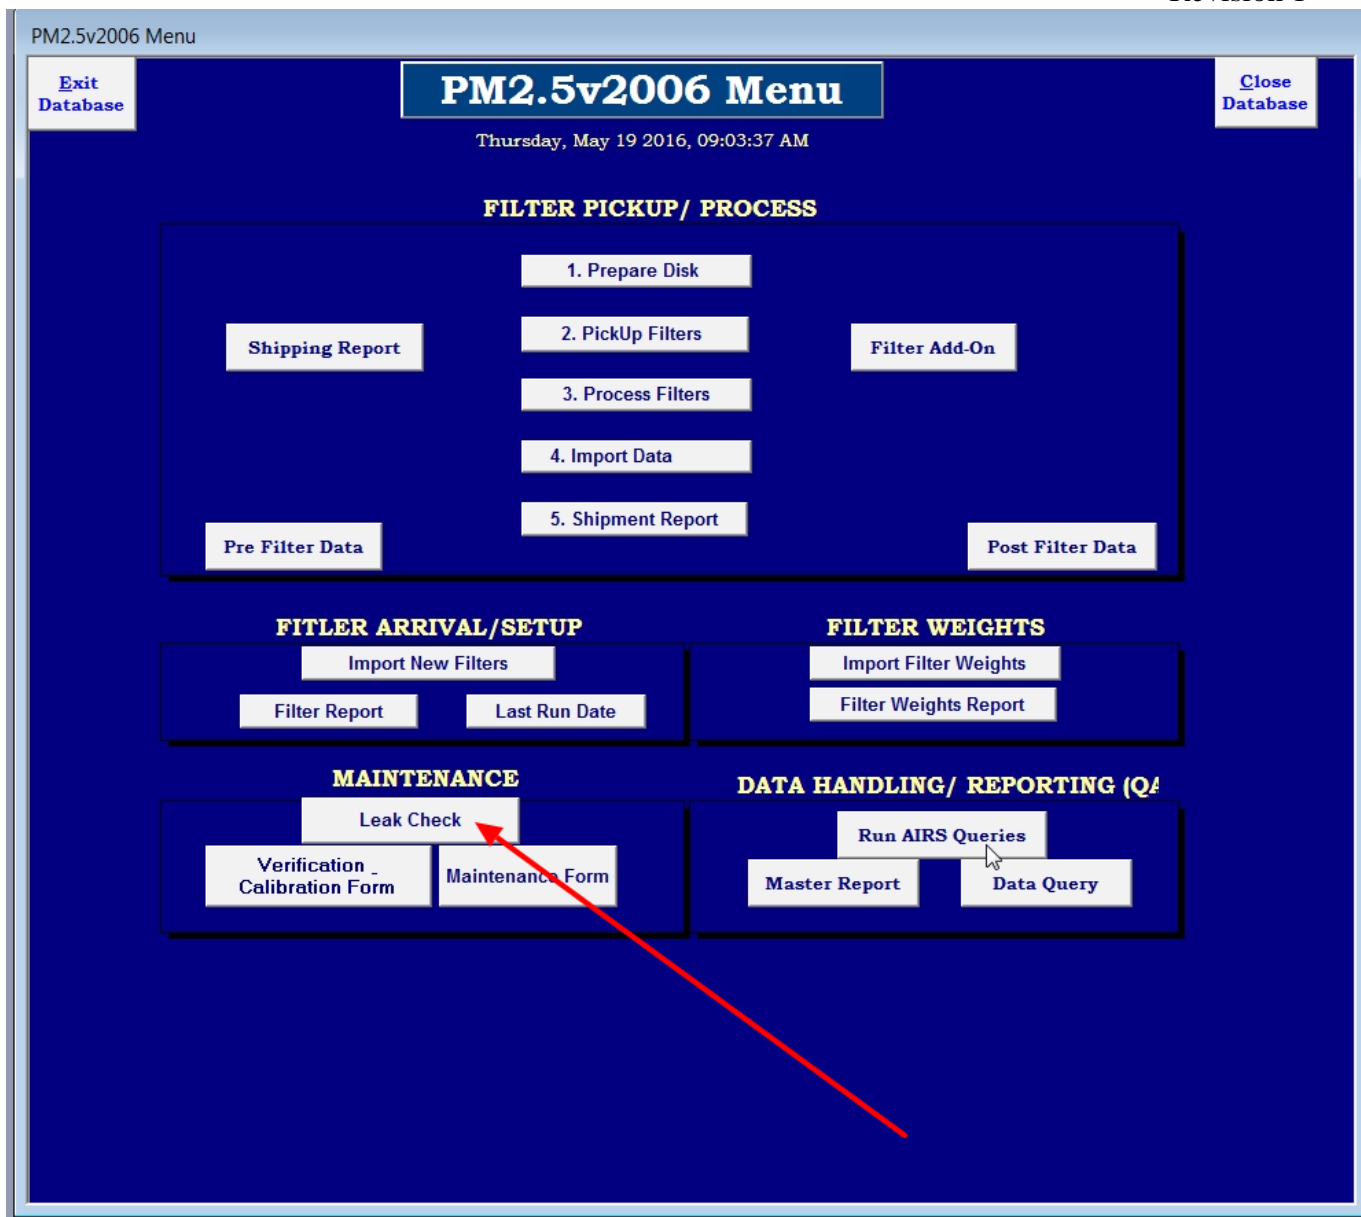 PM2.5v2006 Menu
Exit
Database
PM2.5v2006 Menu
Close
Database
Thursday, May 19 2016, 09:03:37 AM
FILTER PICKUP/ PROCESS
1. Prepare Disk
Shipping Report
2. PickUp Filters
Filter Add-On
3. Process Filters
4. Import Data
5. Shipment Report
Pre Filter Data
Post Filter Data
FITLER ARRIVAL/SETUP
Import New Filters
Filter Report
Last Run Date
FILTER WEIGHTS
Import Filter Weights
Filter Weights Report
MAINTENANCE
Leak Check
Verification _
Calibration Form
Maintenance Form
DATA HANDLING/ REPORTING (QA
Run AIRS Queries
Master Report
Data Query